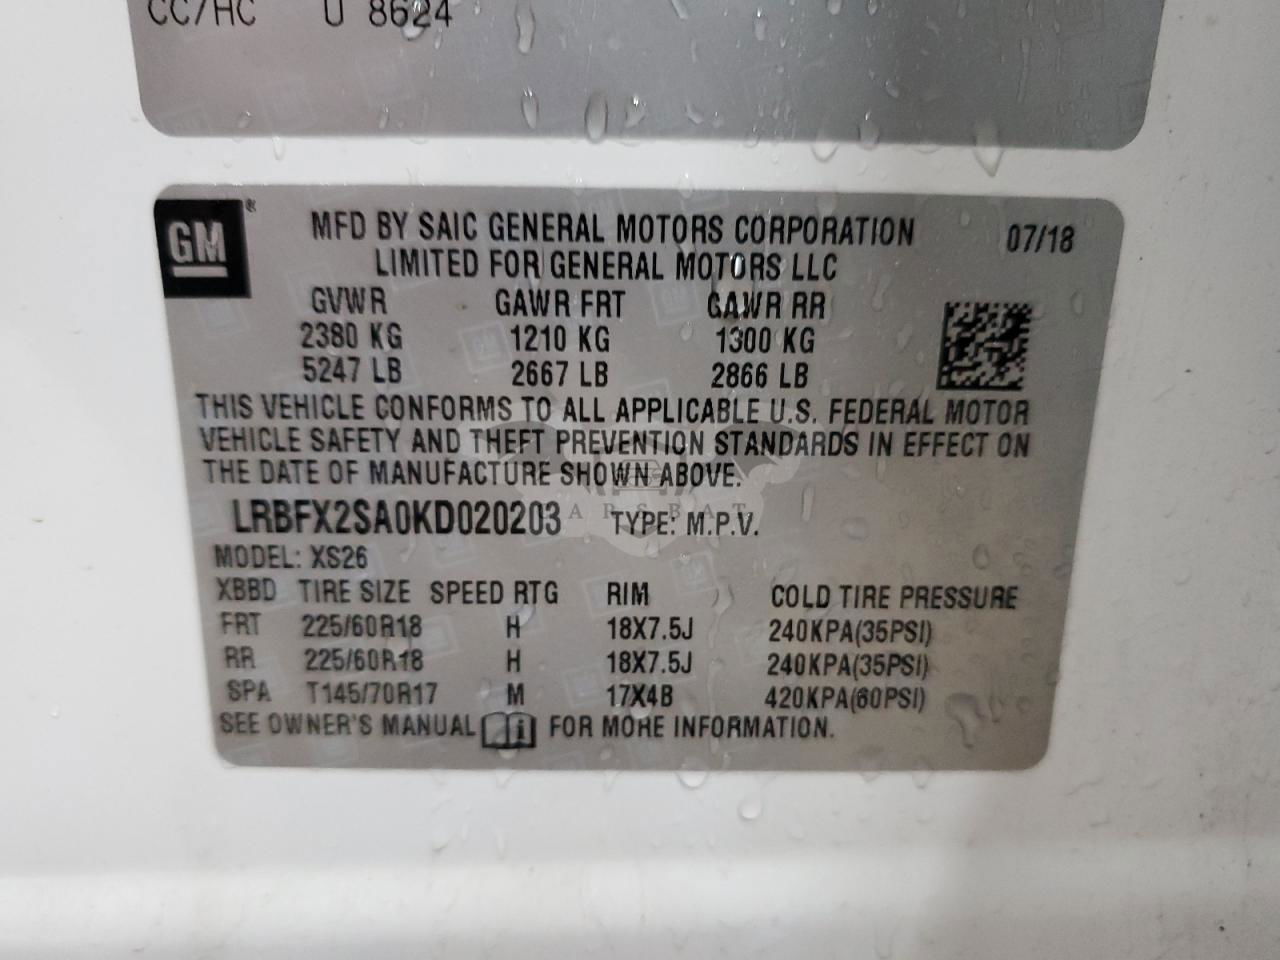 CC/HC U 8624
GM ®
MFD BY SAIC GENERAL MOTORS CORPORATION 07/18
LIMITED FOR GENERAL MOTORS LLC
GVWR GAWR FRT GAWR RR
2380 KG 1210 KG 1300 KG
5247 LB 2667 LB 2866 LB
THIS VEHICLE CONFORMS TO ALL APPLICABLE U.S. FEDERAL MOTOR
VEHICLE SAFETY AND THEFT PREVENTION STANDARDS IN EFFECT ON
THE DATE OF MANUFACTURE SHOWN ABOVE.
LRBFX2SA0KD020203 TYPE: M.P.V.
ARSBAT
MODEL: XS26
XBBD TIRE SIZE SPEED RTG RIM COLD TIRE PRESSURE
FRT 225/60R18 H 18X7.5J 240KPA(35PSI)
RR 225/60R18 H 18X7.5J 240KPA(35PSI)
SPA T145/70R17 M 17X4B 420KPA(60PSI)
SEE OWNER'S MANUAL i FOR MORE INFORMATION.